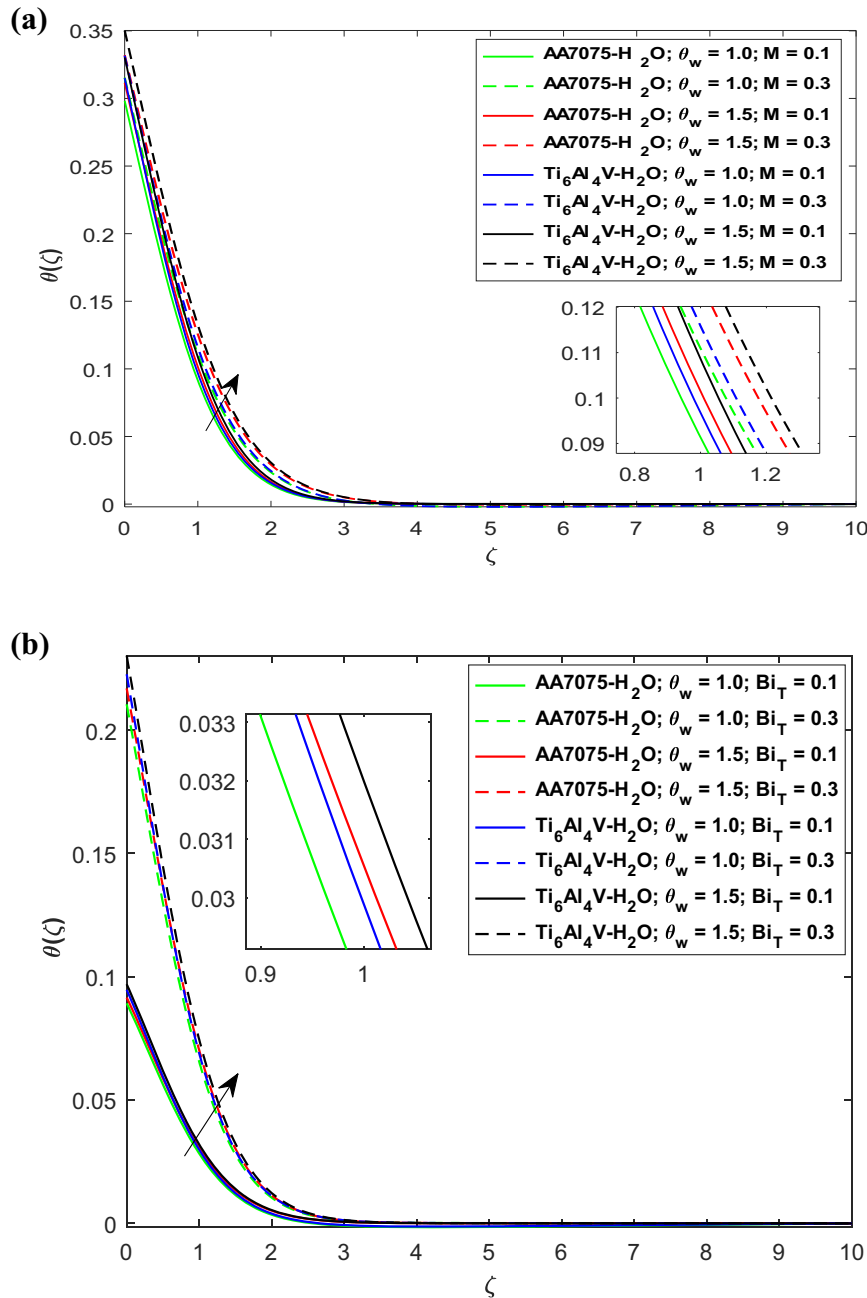 (a)
0.35
0.3
0.25
0.2
0.15
0.1
0.05
0
θ(ζ)
AA7075-H 2O; θw = 1.0; M = 0.1
AA7075-H 2O; θw = 1.0; M = 0.3
AA7075-H 2O; θw = 1.5; M = 0.1
AA7075-H 2O; θw = 1.5; M = 0.3
Ti6Al4V-H2O; θw = 1.0; M = 0.1
Ti6Al4V-H2O; θw = 1.0; M = 0.3
Ti6Al4V-H2O; θw = 1.5; M = 0.1
Ti6Al4V-H2O; θw = 1.5; M = 0.3
0.12
0.11
0.1
0.09
0.8 1 1.2
0 1 2 3 4 5 6 7 8 9 10
ζ
(b)
0.2
0.15
0.1
0.05
0
θ(ζ)
0.033
0.032
0.031
0.03
0.9 1
AA7075-H2O; θw = 1.0; BiT = 0.1
AA7075-H2O; θw = 1.0; BiT = 0.3
AA7075-H2O; θw = 1.5; BiT = 0.1
AA7075-H2O; θw = 1.5; BiT = 0.3
Ti6Al4V-H2O; θw = 1.0; BiT = 0.1
Ti6Al4V-H2O; θw = 1.0; BiT = 0.3
Ti6Al4V-H2O; θw = 1.5; BiT = 0.1
Ti6Al4V-H2O; θw = 1.5; BiT = 0.3
0 1 2 3 4 5 6 7 8 9 10
ζ